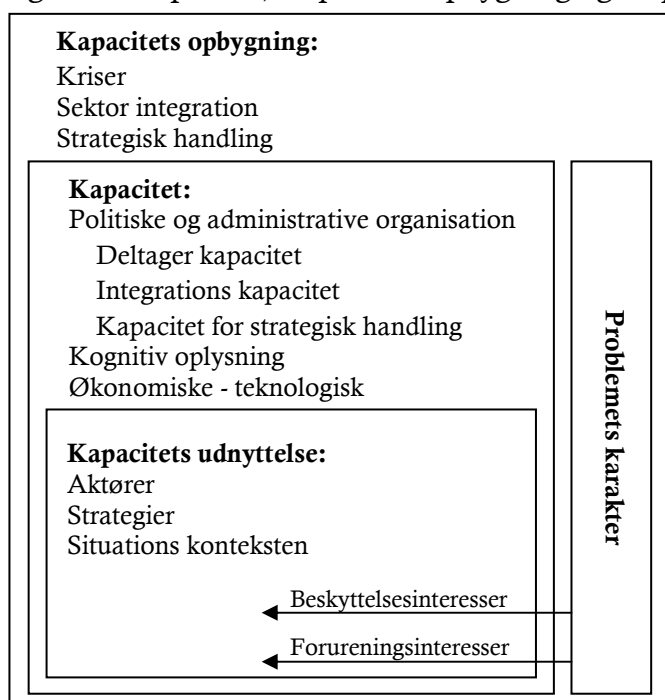 Kapacitets opbygning:
Kriser
Sektor integration
Strategisk handling
Kapacitet:
Politiske og administrative organisation
Deltager kapacitet
Integrations kapacitet
Kapacitet for strategisk handling
Kognitiv oplysning
Økonomiske - teknologisk
Kapacitets udnyttelse:
Aktører
Strategier
Situations konteksten
Beskyttelsesinteresser
Forureningsinteresser
Problemets karakter